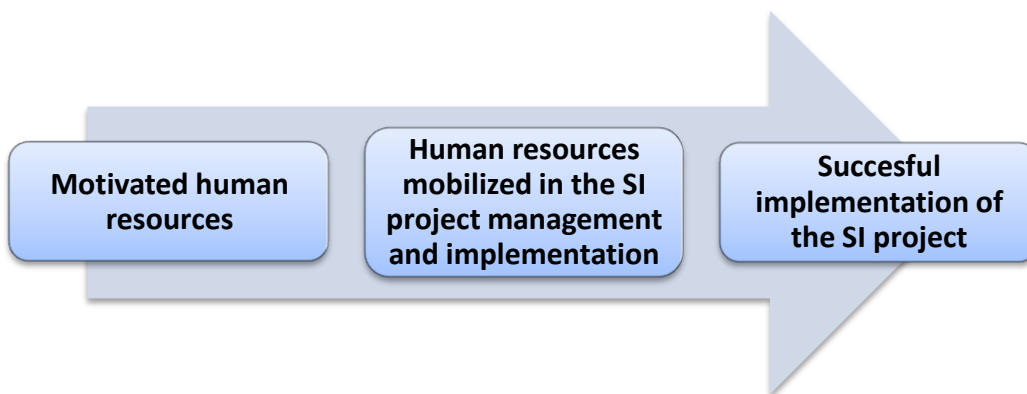 Motivated human
resources
Human resources
mobilized in the SI
project management
and implementation
Succesful
implementation of
the SI project